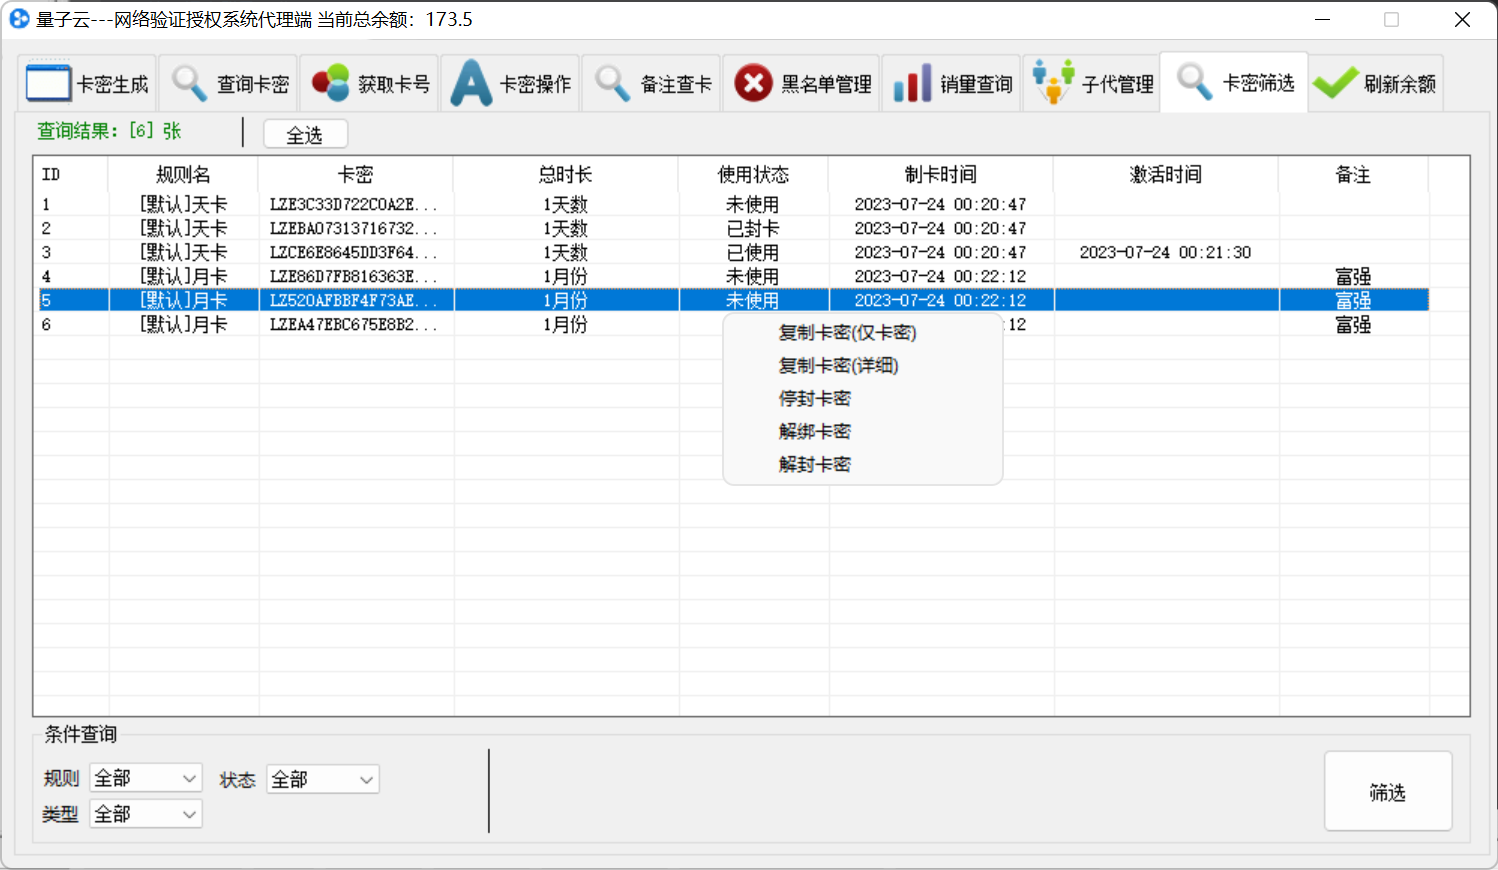 量子云---网络验证授权系统代理端 当前总余额：173.5
卡密生成 查询卡密 获取卡号 卡密操作 备注查卡 黑名单管理 销量查询 子代管理 卡密筛选 刷新余额
查询结果：[6] 张 全选
ID 规则名 卡密 总时长 使用状态 制卡时间 激活时间 备注
1 [默认]天卡 LZE3C33D722C0A2E... 1天数 未使用 2023-07-24 00:20:47
2 [默认]天卡 LZEBA07313716732... 1天数 已封卡 2023-07-24 00:20:47
3 [默认]天卡 LZCE6E8645DD3F64... 1天数 已使用 2023-07-24 00:20:47 2023-07-24 00:21:30
4 [默认]月卡 LZE86D7FB816363E... 1月份 未使用 2023-07-24 00:22:12 富强
5 [默认]月卡 LZ520AFBBF4F73AE... 1月份 未使用 2023-07-24 00:22:12 富强
6 [默认]月卡 LZEA47EBC675E8B2... 1月份 :12 富强
复制卡密(仅卡密)
复制卡密(详细)
停封卡密
解绑卡密
解封卡密
条件查询
规则 全部 状态 全部
类型 全部
筛选